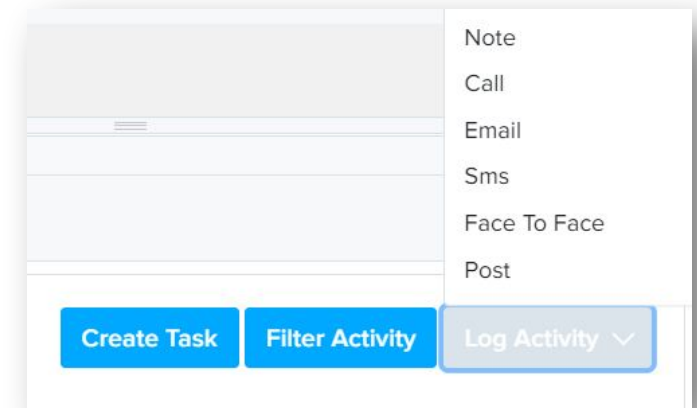 Note
Call
Email
Sms
Face To Face
Post
Create Task Filter Activity Log Activity